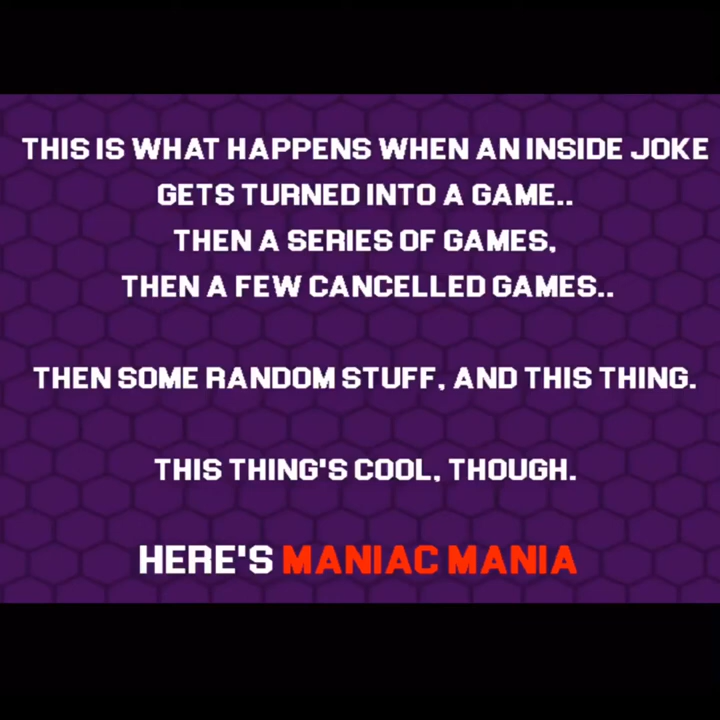 THIS IS WHAT HAPPENS WHEN AN INSIDE JOKE
GETS TURNED INTO A GAME..
THEN A SERIES OF GAMES,
THEN A FEW CANCELLED GAMES..
THEN SOME RANDOM STUFF, AND THIS THING.
THIS THING'S COOL, THOUGH.
HERE'S MANIAC MANIA